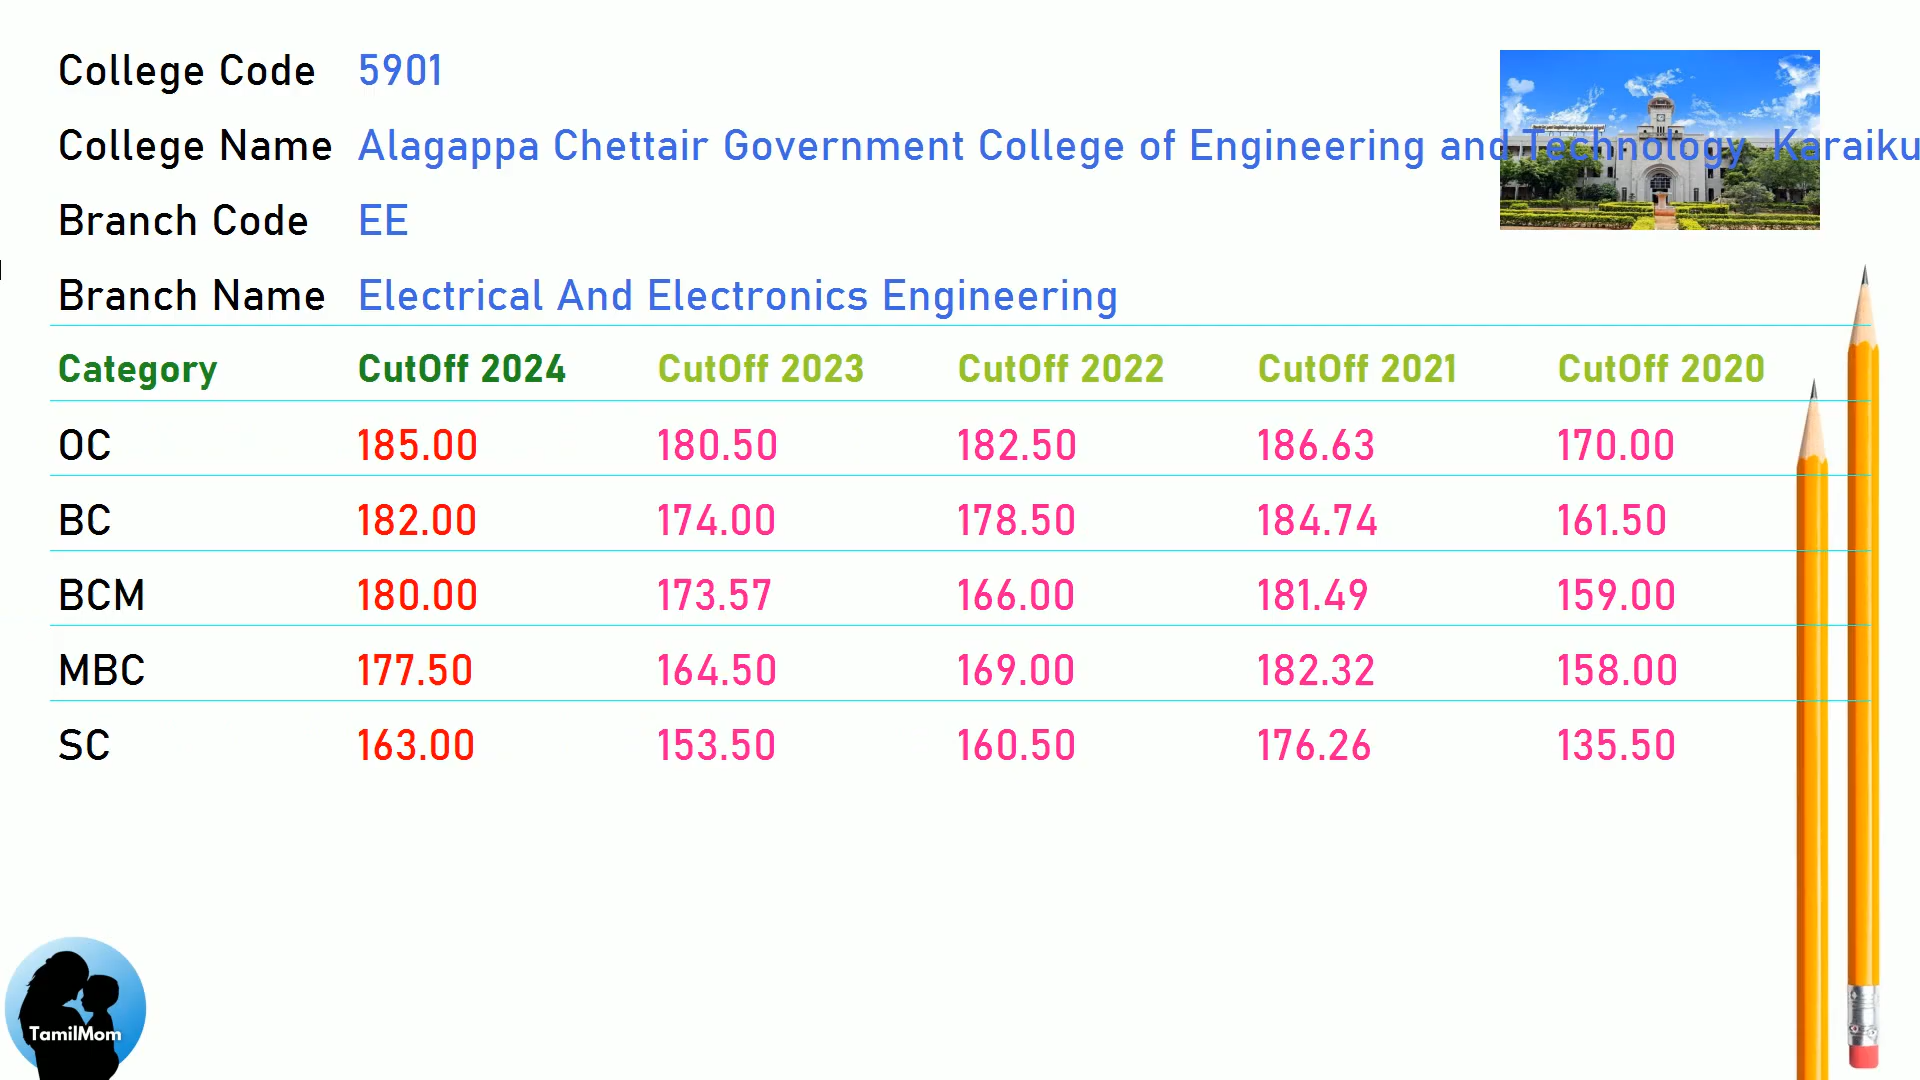 College Code 5901
College Name Alagappa Chettair Government College of Engineering and Technology Karaiku
Branch Code EE
Branch Name Electrical And Electronics Engineering
Category CutOff 2024 CutOff 2023 CutOff 2022 CutOff 2021 CutOff 2020
OC 185.00 180.50 182.50 186.63 170.00
BC 182.00 174.00 178.50 184.74 161.50
BCM 180.00 173.57 166.00 181.49 159.00
MBC 177.50 164.50 169.00 182.32 158.00
SC 163.00 153.50 160.50 176.26 135.50
TamilMom